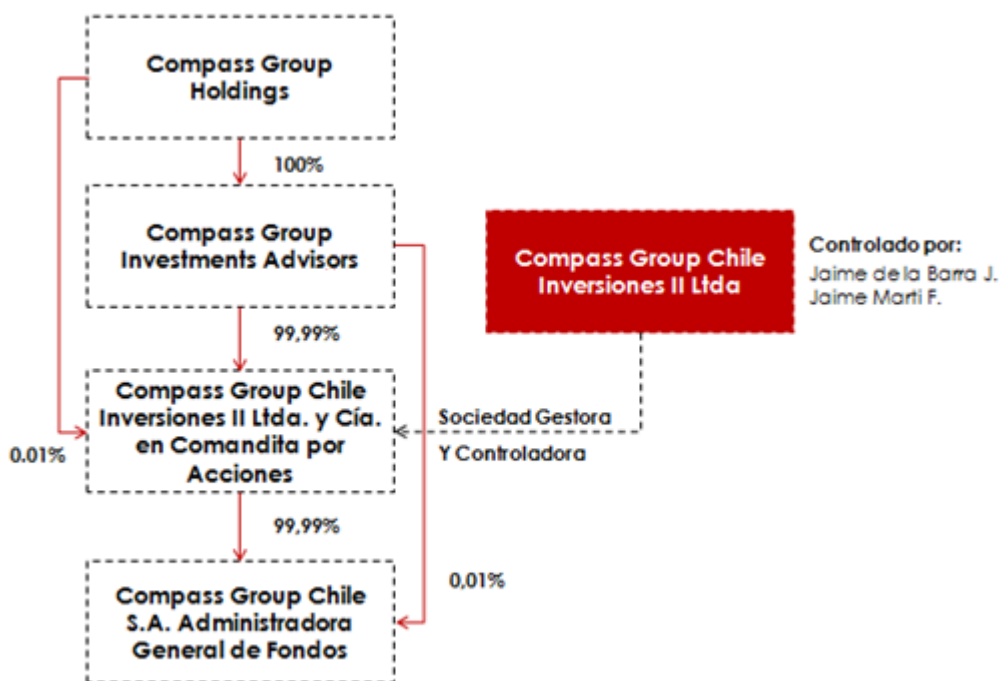 Compass Group
Holdings
100%
Compass Group
Investments Advisors
Compass Group Chile
Inversiones II Ltda
Controlado por:
Jaime de la Barra J.
Jaime Marti F.
99,99%
Compass Group Chile
Inversiones II Ltda. y Cía.
en Comandita por
Acciones
Sociedad Gestora
Y Controladora
0.01%
99,99%
0,01%
Compass Group Chile
S.A. Administradora
General de Fondos